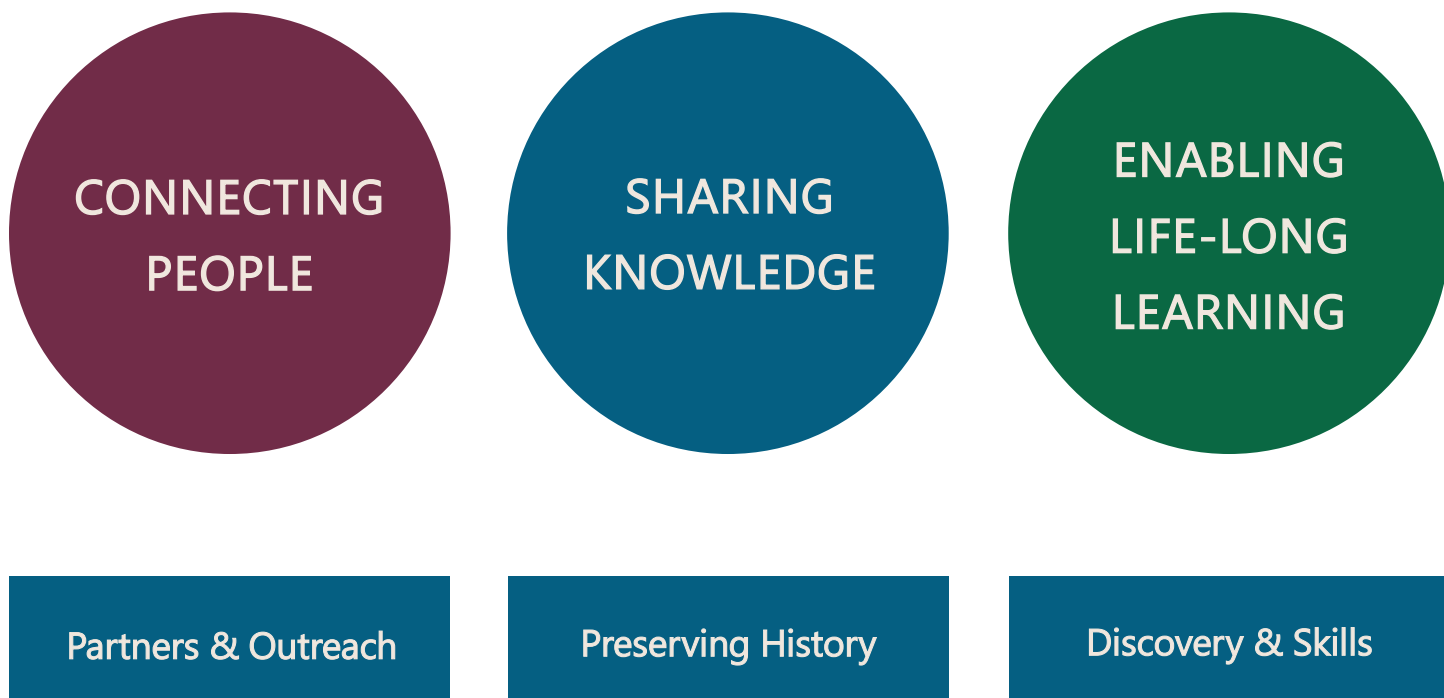 CONNECTING
PEOPLE
SHARING
KNOWLEDGE
ENABLING
LIFE-LONG
LEARNING
Partners & Outreach
Preserving History
Discovery & Skills